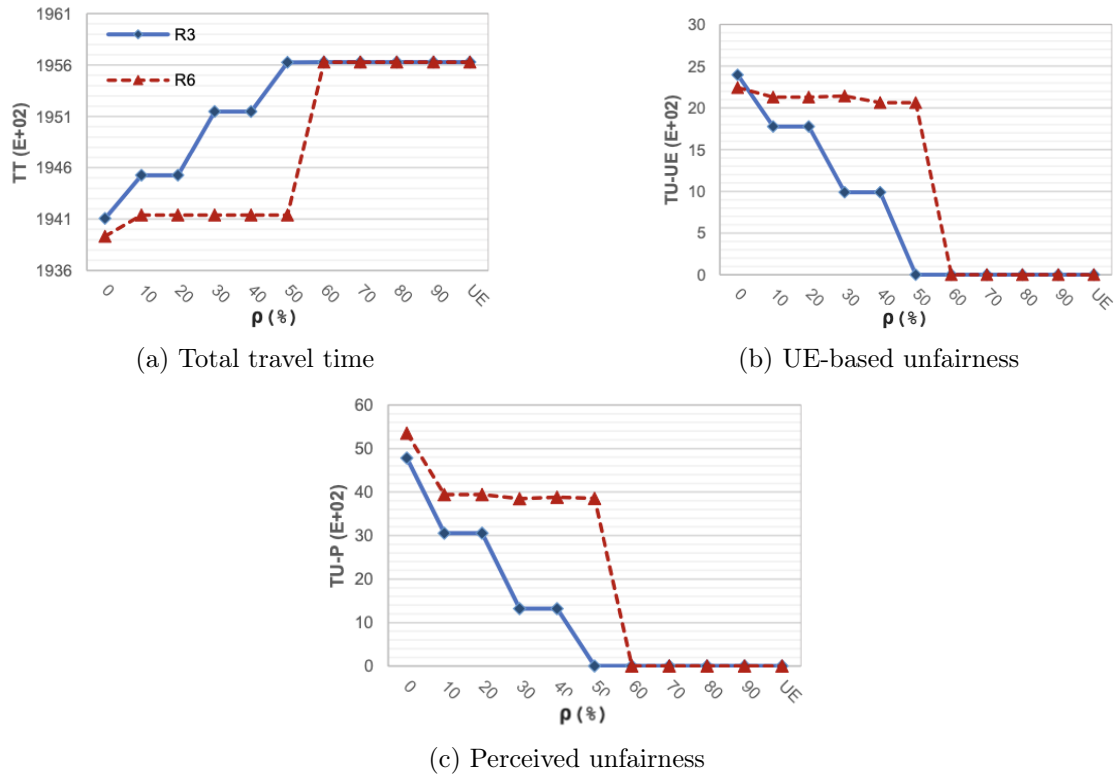 1961
1956
1951
1946
1941
1936
TT (E+02)
R3
R6
0 10 20 30 40 50 60 70 80 90 UE
ρ (%)
(a) Total travel time
30
25
20
15
10
5
0
TU-UE (E+02)
0 10 20 30 40 50 60 70 80 90 UE
ρ (%)
(b) UE-based unfairness
60
50
40
30
20
10
0
TU-P (E+02)
0 10 20 30 40 50 60 70 80 90 UE
ρ (%)
(c) Perceived unfairness